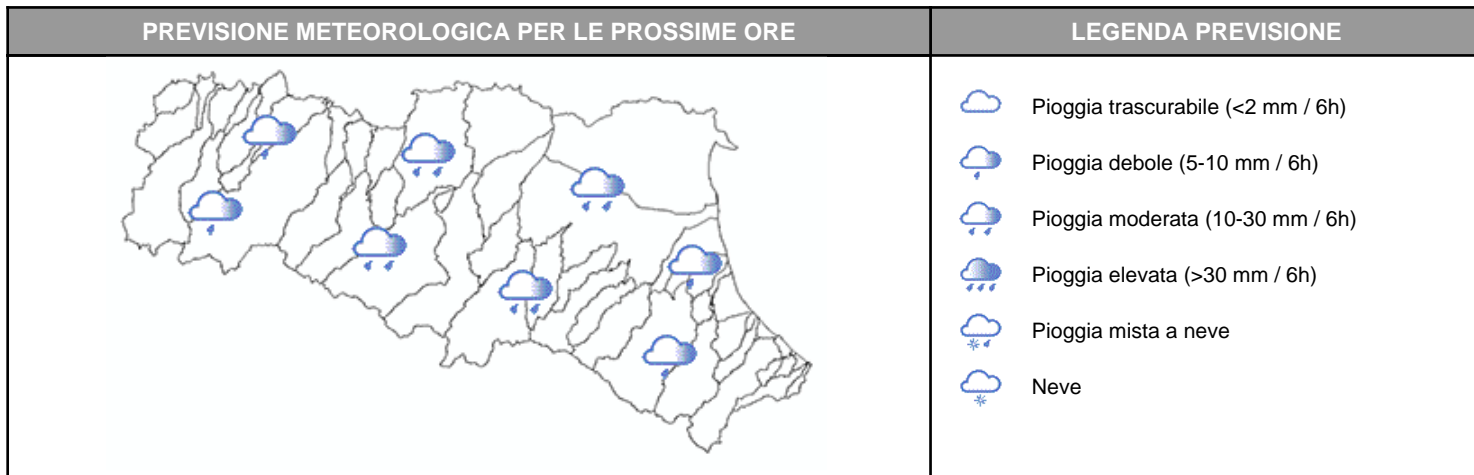 PREVISIONE METEOROLOGICA PER LE PROSSIME ORE
LEGENDA PREVISIONE
Pioggia trascurabile (<2 mm / 6h)
Pioggia debole (5-10 mm / 6h)
Pioggia moderata (10-30 mm / 6h)
Pioggia elevata (>30 mm / 6h)
Pioggia mista a neve
Neve